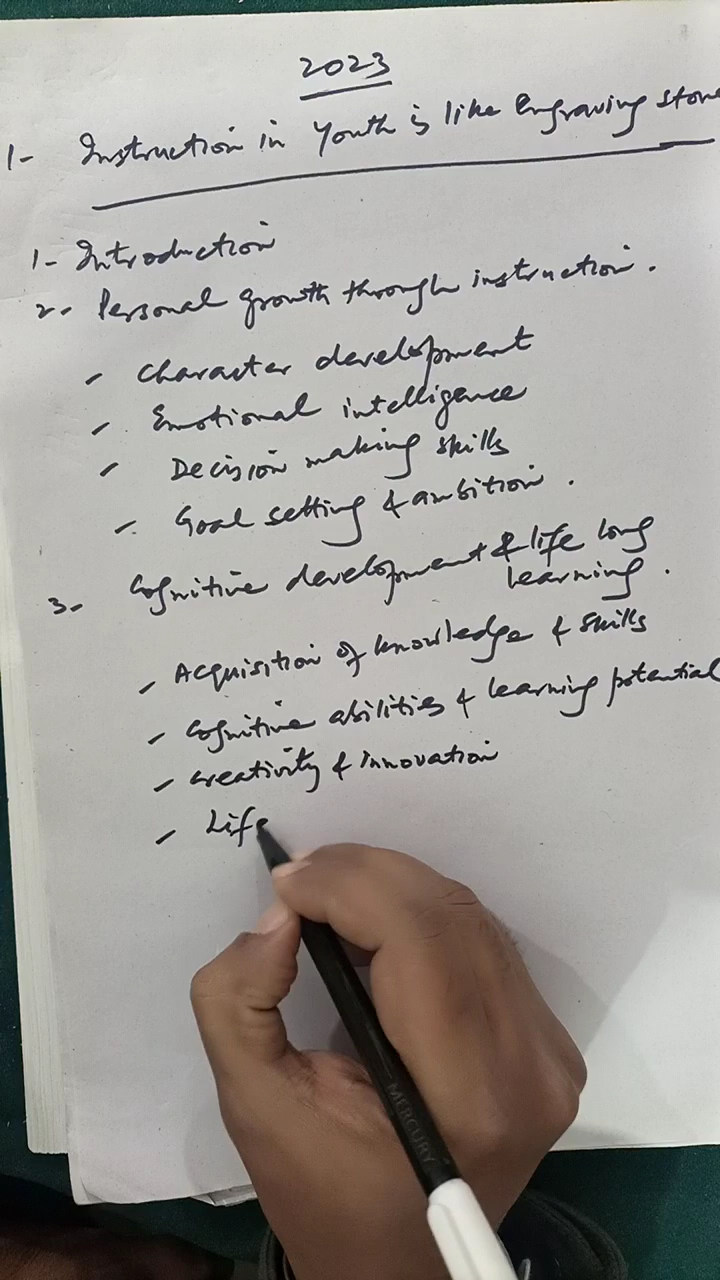 2023
1- Instruction in Youth is like Engraving stone
1- Introduction
2. Personal growth through instruction.
- Character development
- Emotional intelligence
- Decision making skills
- Goal setting & ambition.
3. Cognitive development & life long
learning.
- Acquisition of knowledge & skills
- Cognitive abilities & learning potential
- creativity & innovation
- Life
MERCURY